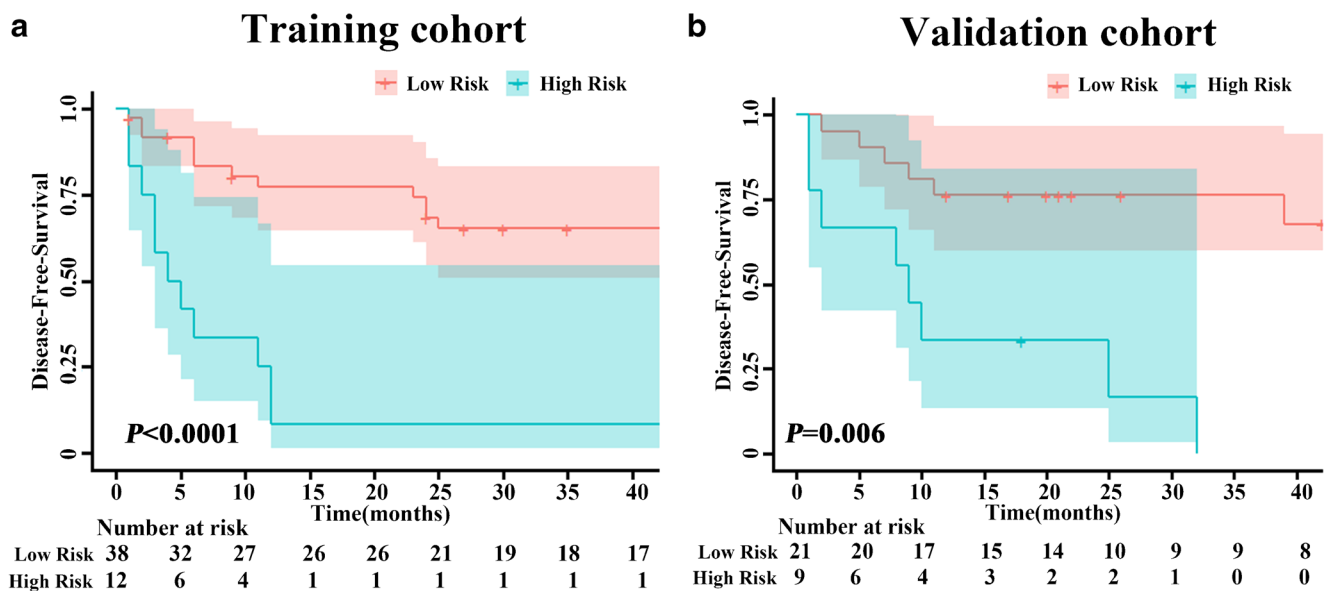 a
Training cohort
Low Risk High Risk
Disease-Free-Survival
1.0
0.75
0.50
0.25
0
P<0.0001
0 5 10 15 20 25 30 35 40
Time(months)
Number at risk
Low Risk 38 32 27 26 26 21 19 18 17
High Risk 12 6 4 1 1 1 1 1 1
b
Validation cohort
Low Risk High Risk
Disease-Free-Survival
1.0
0.75
0.50
0.25
0
P=0.006
0 5 10 15 20 25 30 35 40
Time(months)
Number at risk
Low Risk 21 20 17 15 14 10 9 9 8
High Risk 9 6 4 3 2 2 1 0 0